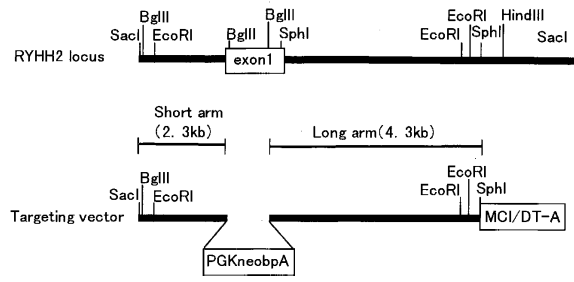 BglII
SacI
EcoRI
BglII
BglII
SphI
EcoRI
EcoRI
SphI
HindIII
SacI
RYHH2 locus
exon1
Short arm
(2. 3kb)
Long arm(4. 3kb)
SacI
BglII
EcoRI
EcoRI
EcoRI
SphI
Targeting vector
MCI/DT-A
PGKneobpA